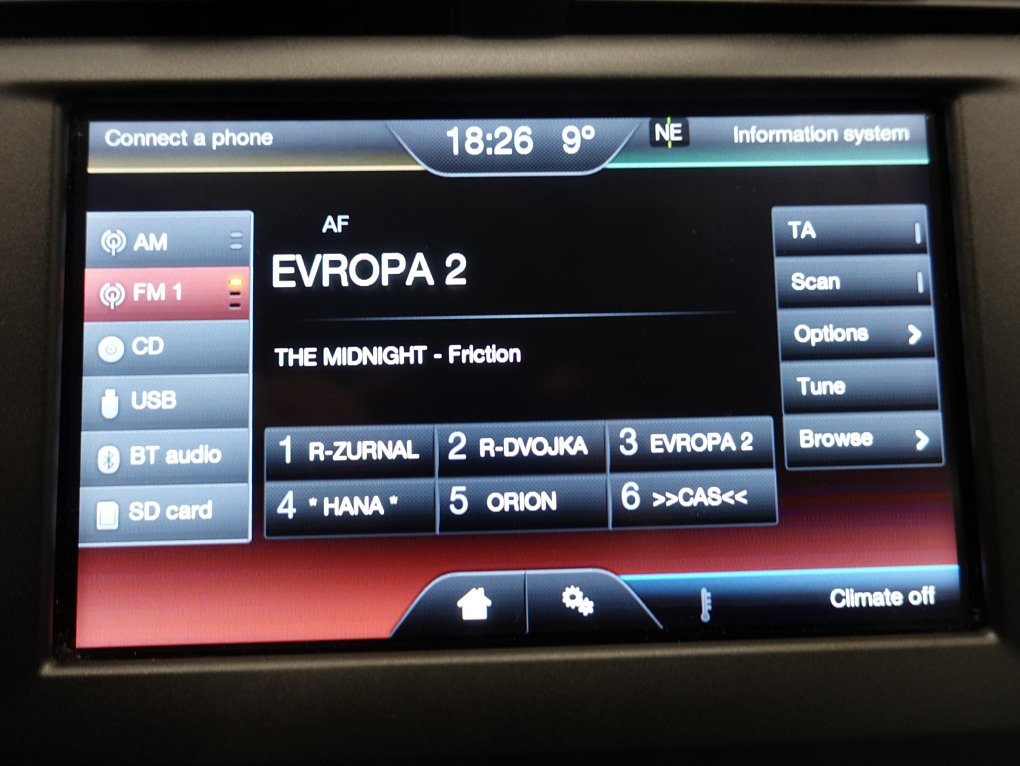 Connect a phone
18:26 9°
NE
Information system
AM
FM 1
CD
USB
BT audio
SD card
AF
EVROPA 2
THE MIDNIGHT - Friction
1 R-ZURNAL
2 R-DVOJKA
3 EVROPA 2
4 * HANA *
5 ORION
6 >>CAS<<
TA
Scan
Options
Tune
Browse
Climate off